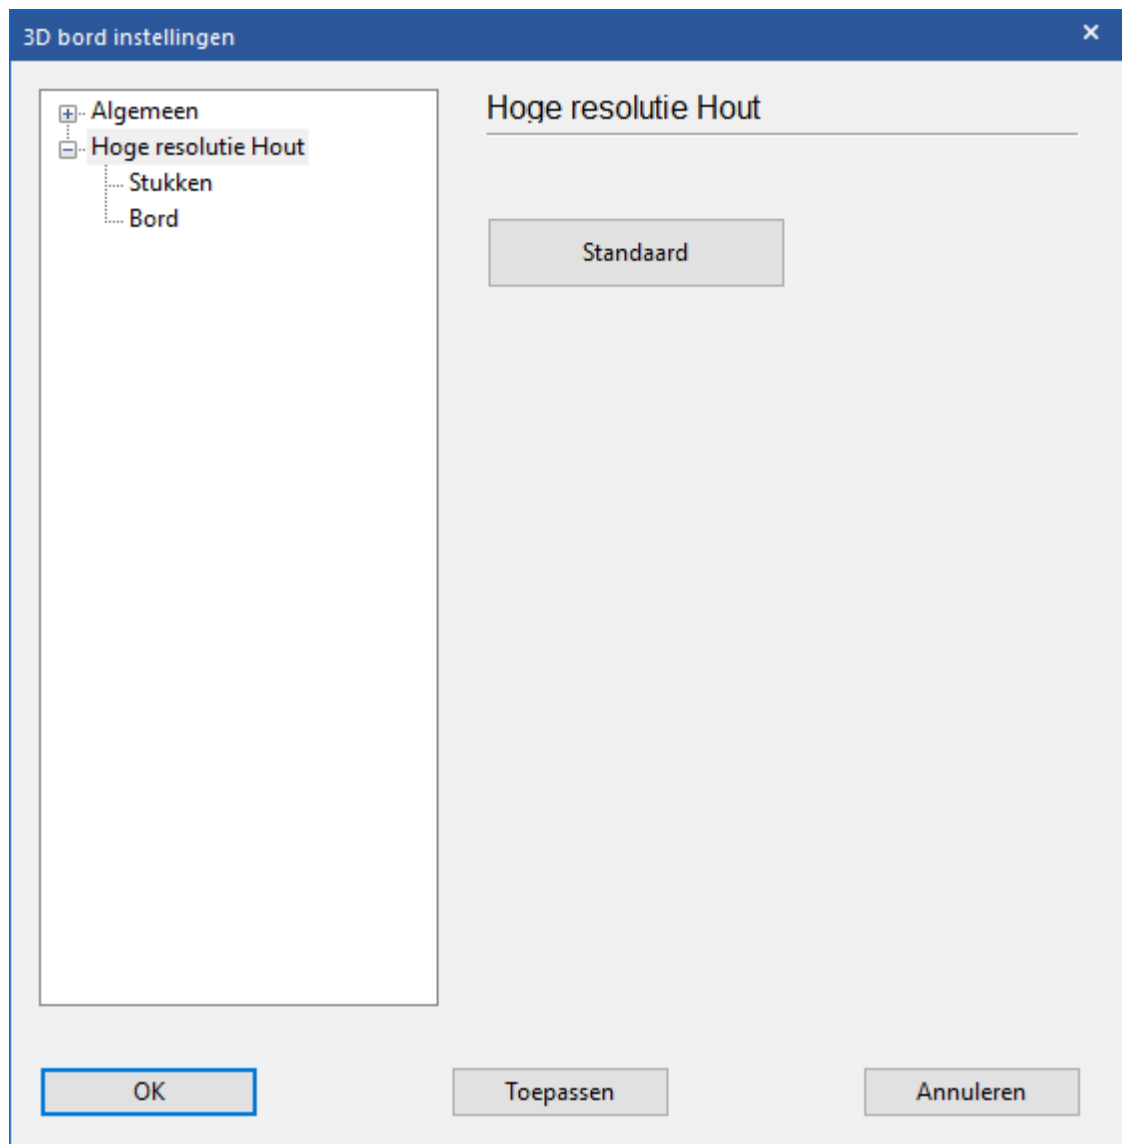 3D bord instellingen
Algemeen
Hoge resolutie Hout
Stukken
Bord
Hoge resolutie Hout
Standaard
OK
Toepassen
Annuleren